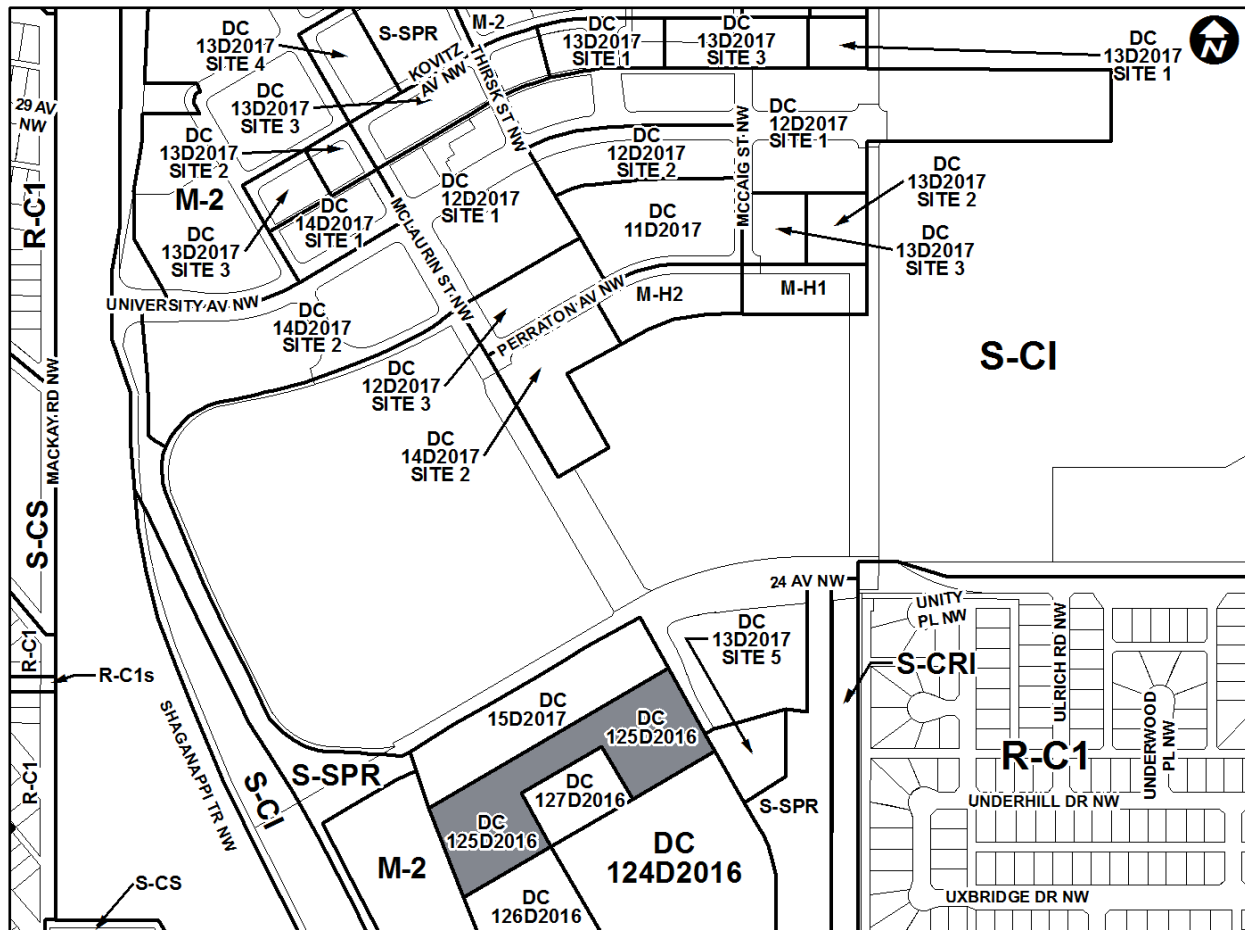 DC
13D2017
SITE 4
S-SPR
M-2
KOVITZ
AV NW
THIRSK ST NW
DC
13D2017
SITE 1
DC
13D2017
SITE 3
DC
13D2017
SITE 1
N
29 AV
NW
DC
13D2017
SITE 3
DC
13D2017
SITE 2
M-2
R-C1
DC
13D2017
SITE 3
DC
14D2017
SITE 1
MCLAURIN ST NW
DC
12D2017
SITE 1
DC
12D2017
SITE 2
MCCAIG ST NW
DC
12D2017
SITE 1
DC
11D2017
DC
13D2017
SITE 2
DC
13D2017
SITE 3
UNIVERSITY AV NW
DC
14D2017
SITE 2
PERRATON AV NW
M-H2
M-H1
S-CI
DC
12D2017
SITE 3
DC
14D2017
SITE 2
MACKAY RD NW
S-CS
24 AV NW
UNITY
PL NW
ULRICH RD NW
DC
13D2017
SITE 5
S-CRI
R-C1
R-C1s
R-C1
SHAGANAPPI TR NW
S-CI
S-SPR
DC
15D2017
DC
125D2016
DC
127D2016
DC
125D2016
S-SPR
R-C1
UNDERWOOD
PL NW
UNDERHILL DR NW
M-2
DC
124D2016
DC
126D2016
UXBRIDGE DR NW
S-CS